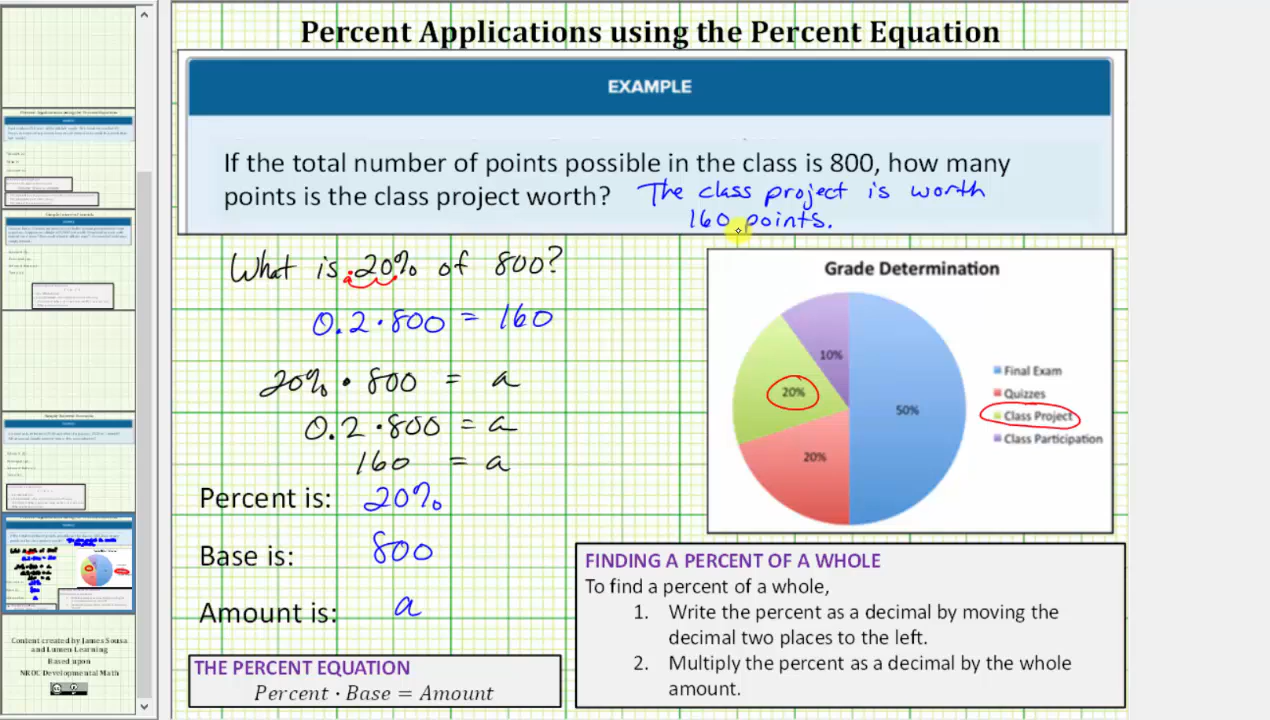 Percent Applications using the Percent Equation
EXAMPLE
If the total number of points possible in the class is 800, how many
points is the class project worth? The class project is worth
160 points.
What is .20% of 800?
0.2 · 800 = 160
20% · 800 = a
0.2 · 800 = a
160 = a
Percent is: 20%
Base is: 800
Amount is: a
THE PERCENT EQUATION
Percent · Base = Amount
Grade Determination
10%
20%
50%
20%
Final Exam
Quizzes
Class Project
Class Participation
FINDING A PERCENT OF A WHOLE
To find a percent of a whole,
1. Write the percent as a decimal by moving the
decimal two places to the left.
2. Multiply the percent as a decimal by the whole
amount.
Content created by James Sousa
and Lumen Learning
Based upon
NROC Developmental Math